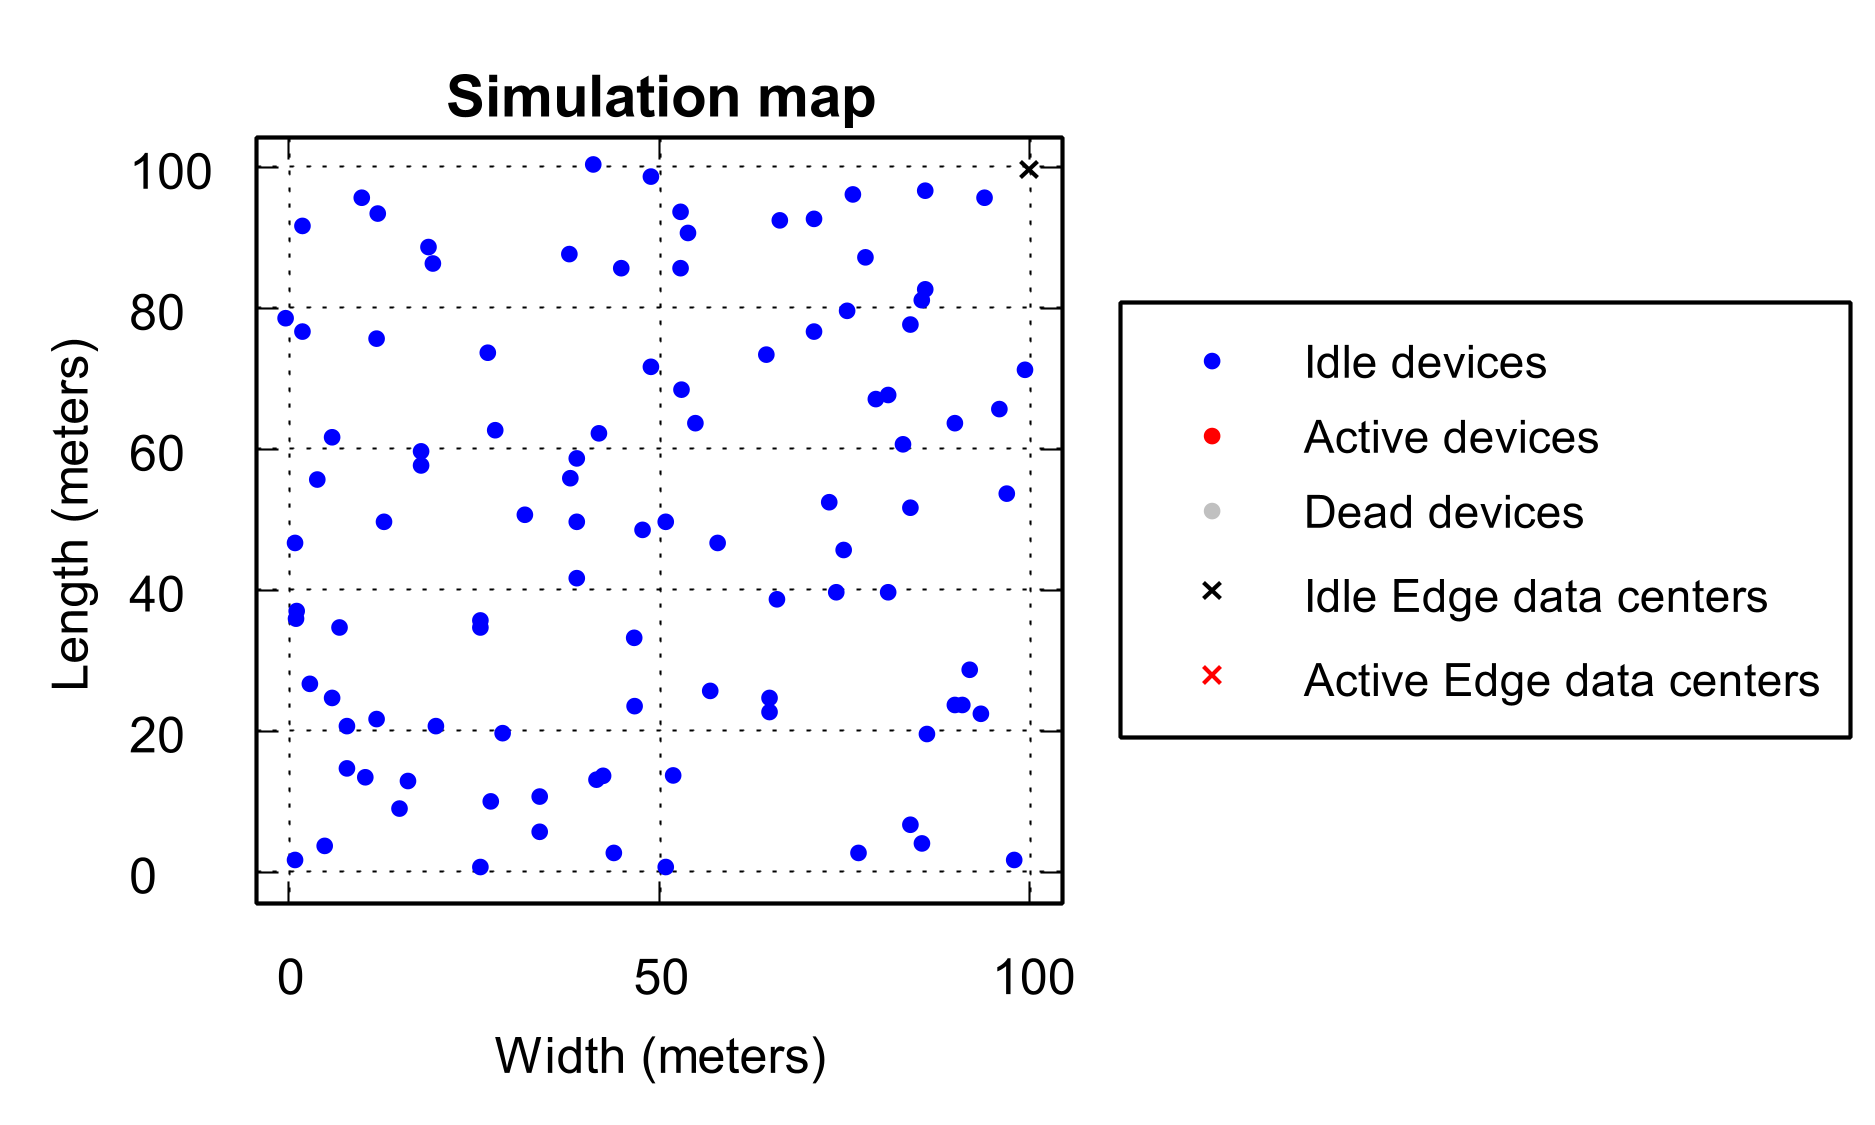 Simulation map
100
80
60
40
20
0
Length (meters)
0 50 100
Width (meters)
Idle devices
Active devices
Dead devices
Idle Edge data centers
Active Edge data centers